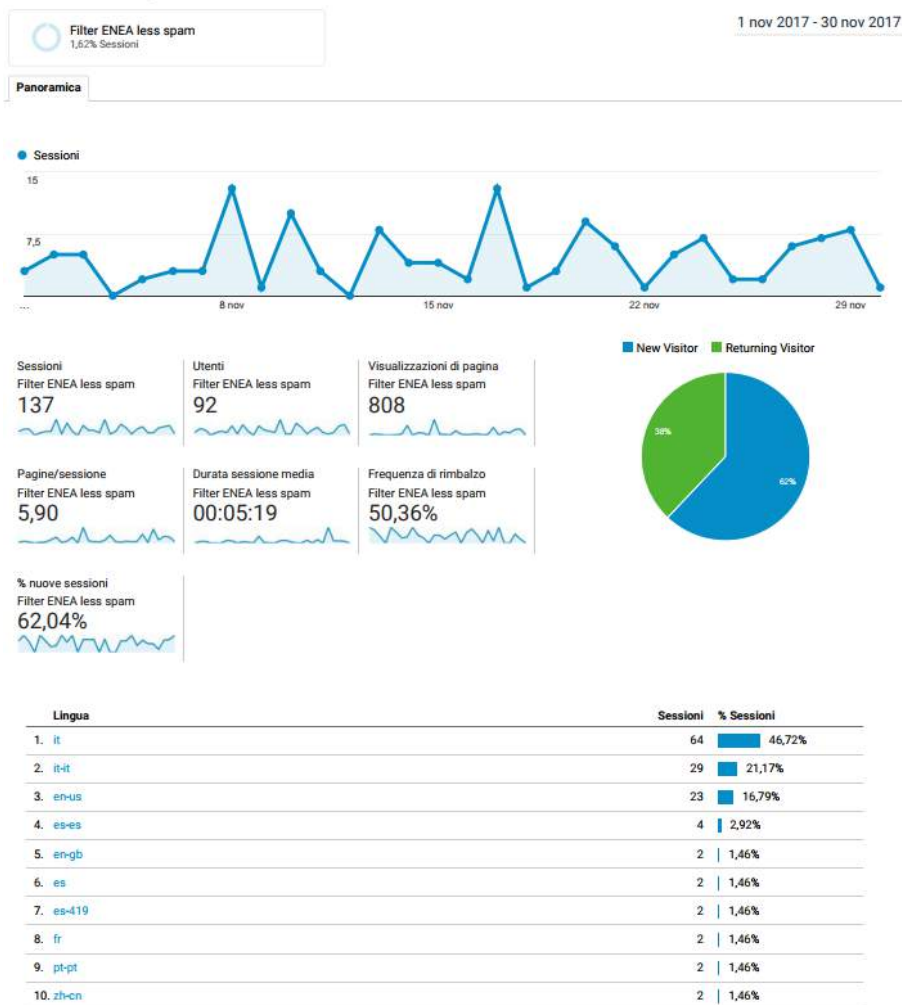 Filter ENEA less spam
1,62% Sessioni
1 nov 2017 - 30 nov 2017
Panoramica
Sessioni
15
7,5
...
8 nov
15 nov
22 nov
29 nov
New Visitor
Returning Visitor
38%
62%
Sessioni
Filter ENEA less spam
137
Utenti
Filter ENEA less spam
92
Visualizzazioni di pagina
Filter ENEA less spam
808
Pagine/sessione
Filter ENEA less spam
5,90
Durata sessione media
Filter ENEA less spam
00:05:19
Frequenza di rimbalzo
Filter ENEA less spam
50,36%
% nuove sessioni
Filter ENEA less spam
62,04%
Lingua Sessioni % Sessioni
1. it 64 46,72%
2. it-it 29 21,17%
3. en-us 23 16,79%
4. es-es 4 2,92%
5. en-gb 2 1,46%
6. es 2 1,46%
7. es-419 2 1,46%
8. fr 2 1,46%
9. pt-pt 2 1,46%
10. zh-cn 2 1,46%